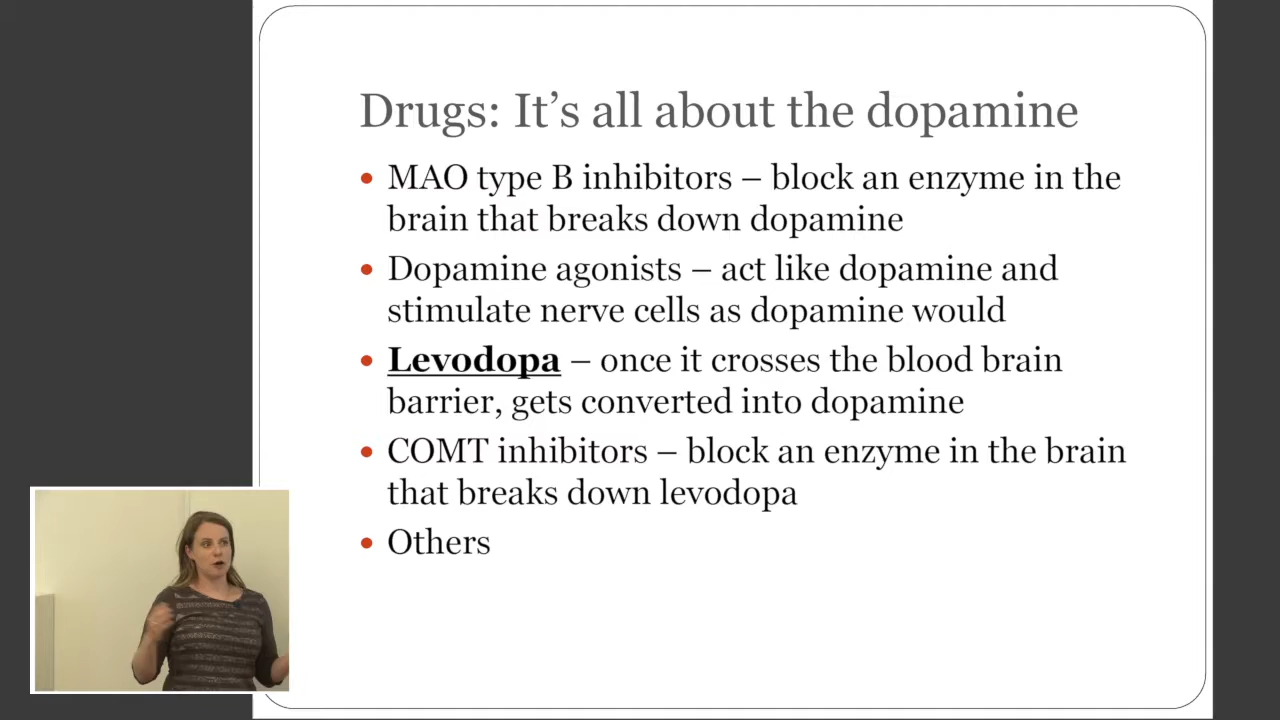 Drugs: It’s all about the dopamine
• MAO type B inhibitors – block an enzyme in the
brain that breaks down dopamine
• Dopamine agonists – act like dopamine and
stimulate nerve cells as dopamine would
• Levodopa – once it crosses the blood brain
barrier, gets converted into dopamine
• COMT inhibitors – block an enzyme in the brain
that breaks down levodopa
• Others